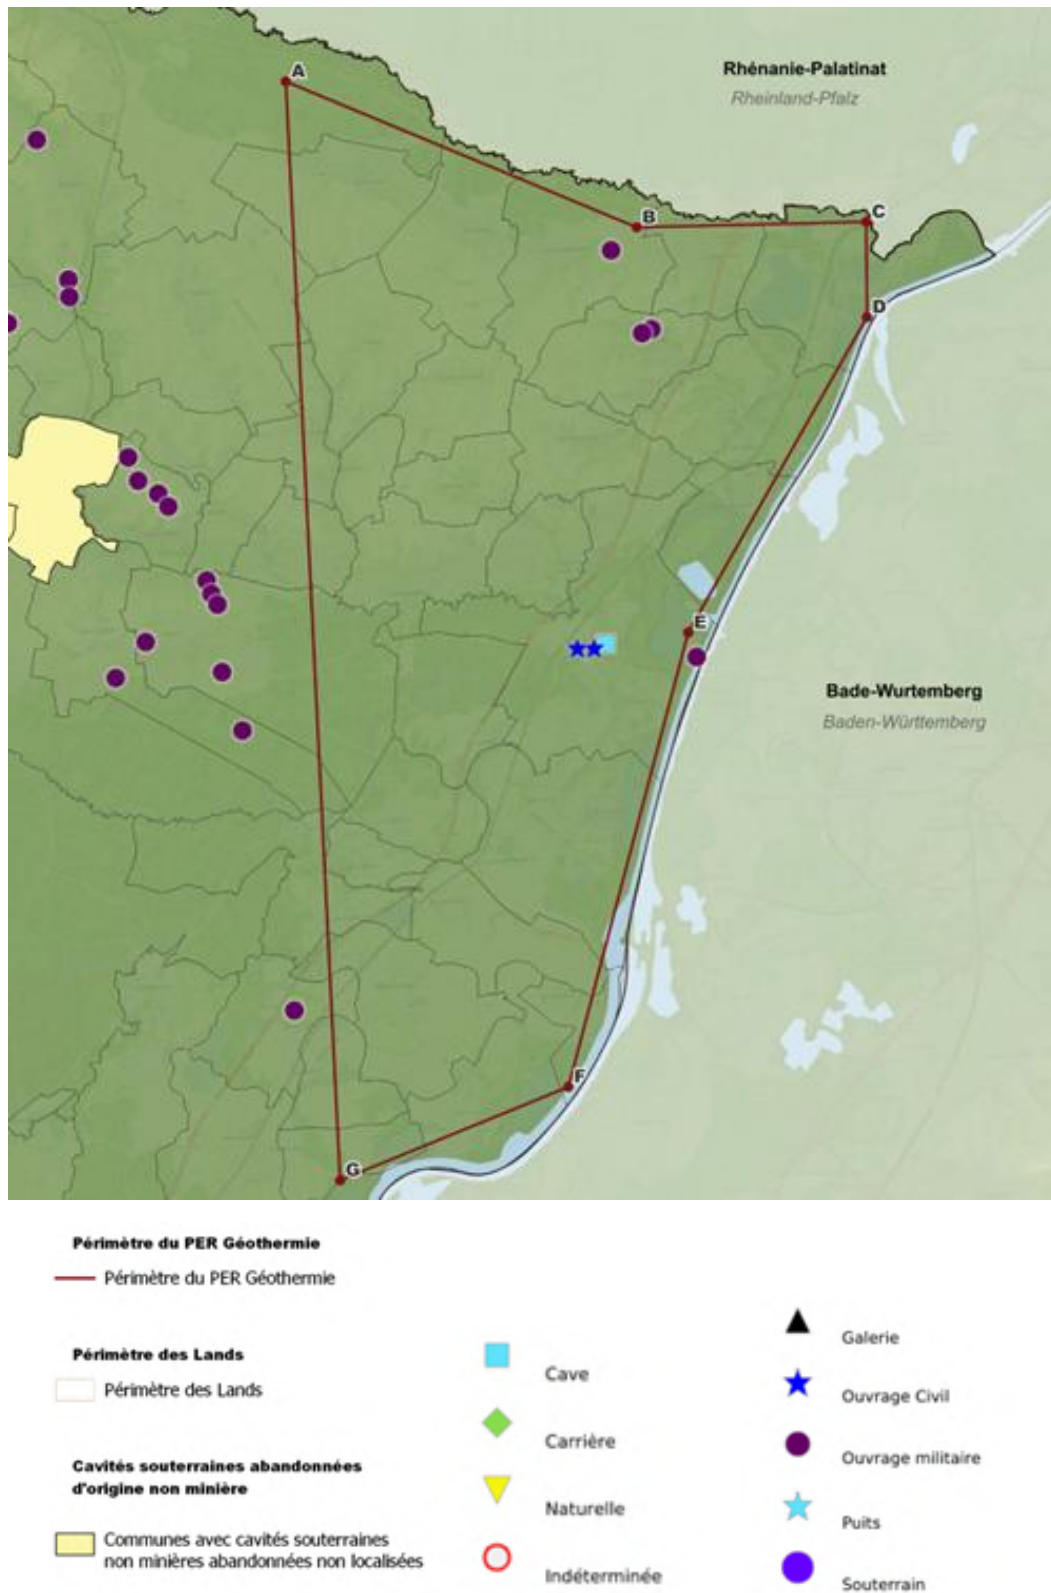 A
Rhénanie-Palatinat
Rheinland-Pfalz
B
C
D
E
Bade-Wurtemberg
Baden-Württemberg
F
G
Périmètre du PER Géothermie
Périmètre du PER Géothermie
Périmètre des Lands
Périmètre des Lands
Cavités souterraines abandonnées
d'origine non minière
Communes avec cavités souterraines
non minières abandonnées non localisées
Cave
Carrière
Naturelle
Indéterminée
Galerie
Ouvrage Civil
Ouvrage militaire
Puits
Souterrain